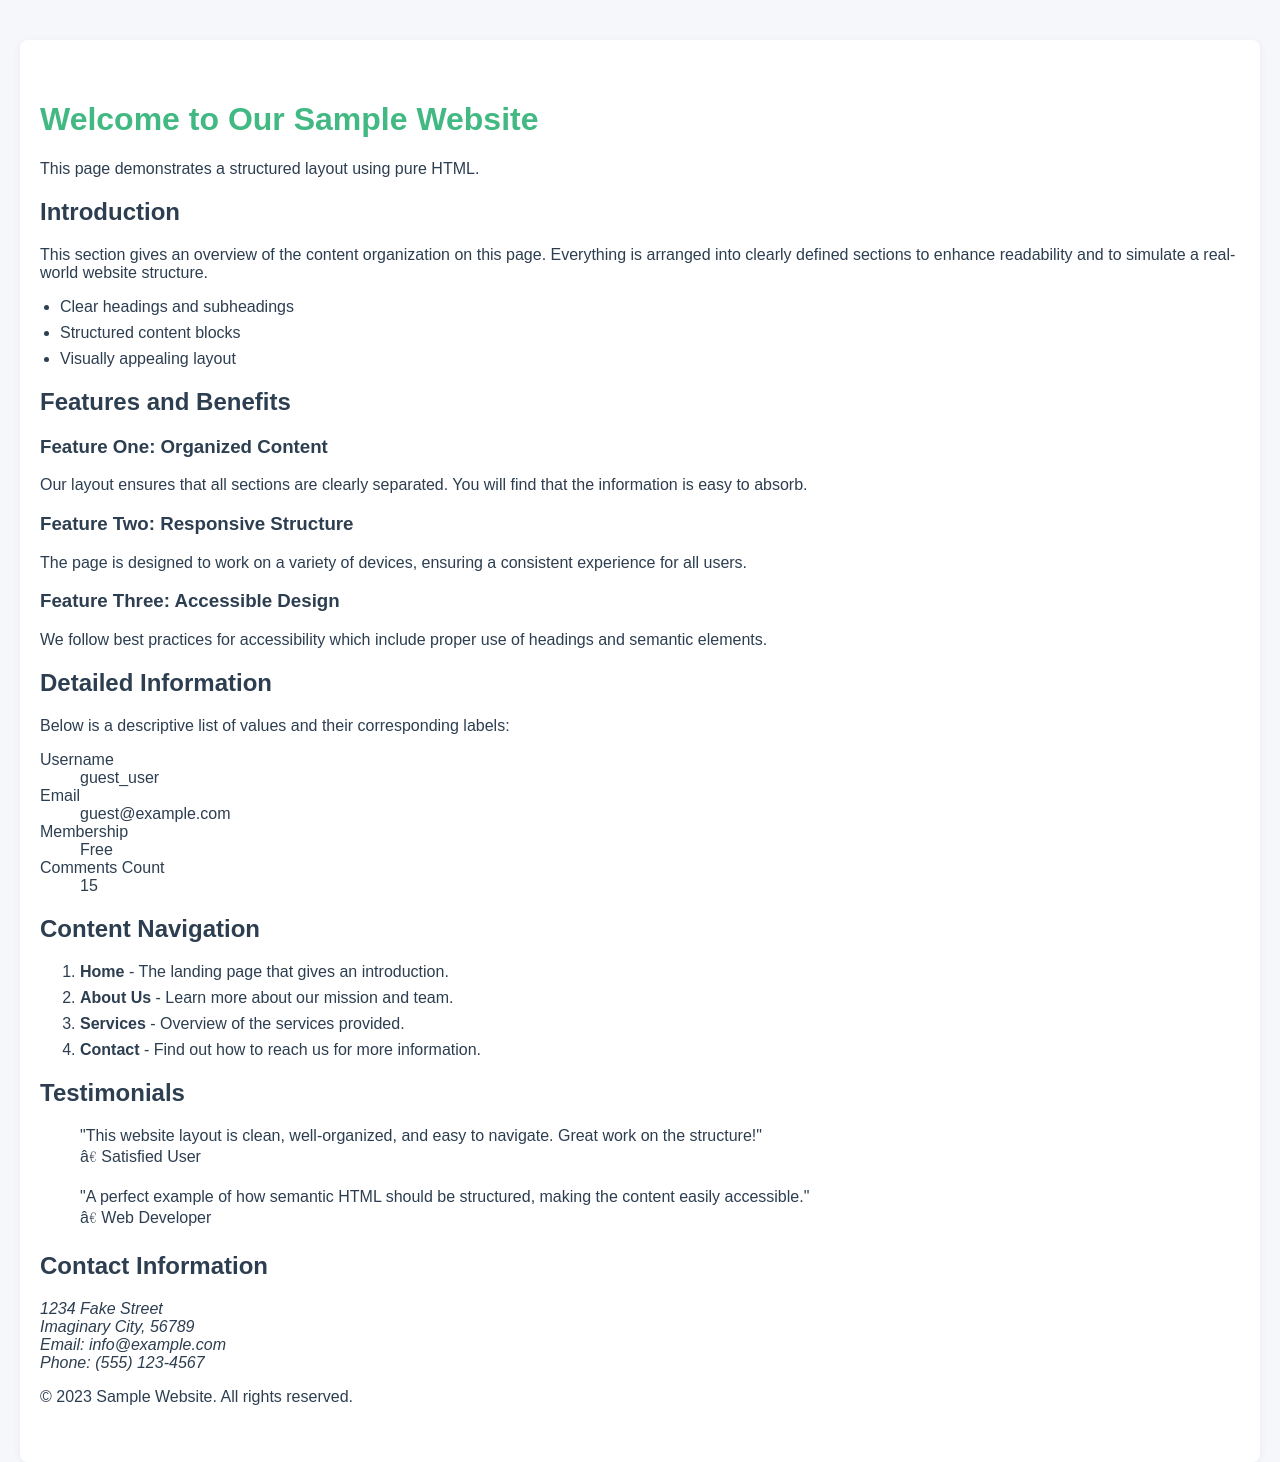 Welcome to Our Sample Website
This page demonstrates a structured layout using pure HTML.
Introduction
This section gives an overview of the content organization on this page. Everything is arranged into clearly defined sections to enhance readability and to simulate a real-
world website structure.
• Clear headings and subheadings
• Structured content blocks
• Visually appealing layout
Features and Benefits
Feature One: Organized Content
Our layout ensures that all sections are clearly separated. You will find that the information is easy to absorb.
Feature Two: Responsive Structure
The page is designed to work on a variety of devices, ensuring a consistent experience for all users.
Feature Three: Accessible Design
We follow best practices for accessibility which include proper use of headings and semantic elements.
Detailed Information
Below is a descriptive list of values and their corresponding labels:
Username
guest_user
Email
guest@example.com
Membership
Free
Comments Count
15
Content Navigation
1. Home - The landing page that gives an introduction.
2. About Us - Learn more about our mission and team.
3. Services - Overview of the services provided.
4. Contact - Find out how to reach us for more information.
Testimonials
"This website layout is clean, well-organized, and easy to navigate. Great work on the structure!"
â€ Satisfied User
"A perfect example of how semantic HTML should be structured, making the content easily accessible."
â€ Web Developer
Contact Information
1234 Fake Street
Imaginary City, 56789
Email: info@example.com
Phone: (555) 123-4567
© 2023 Sample Website. All rights reserved.